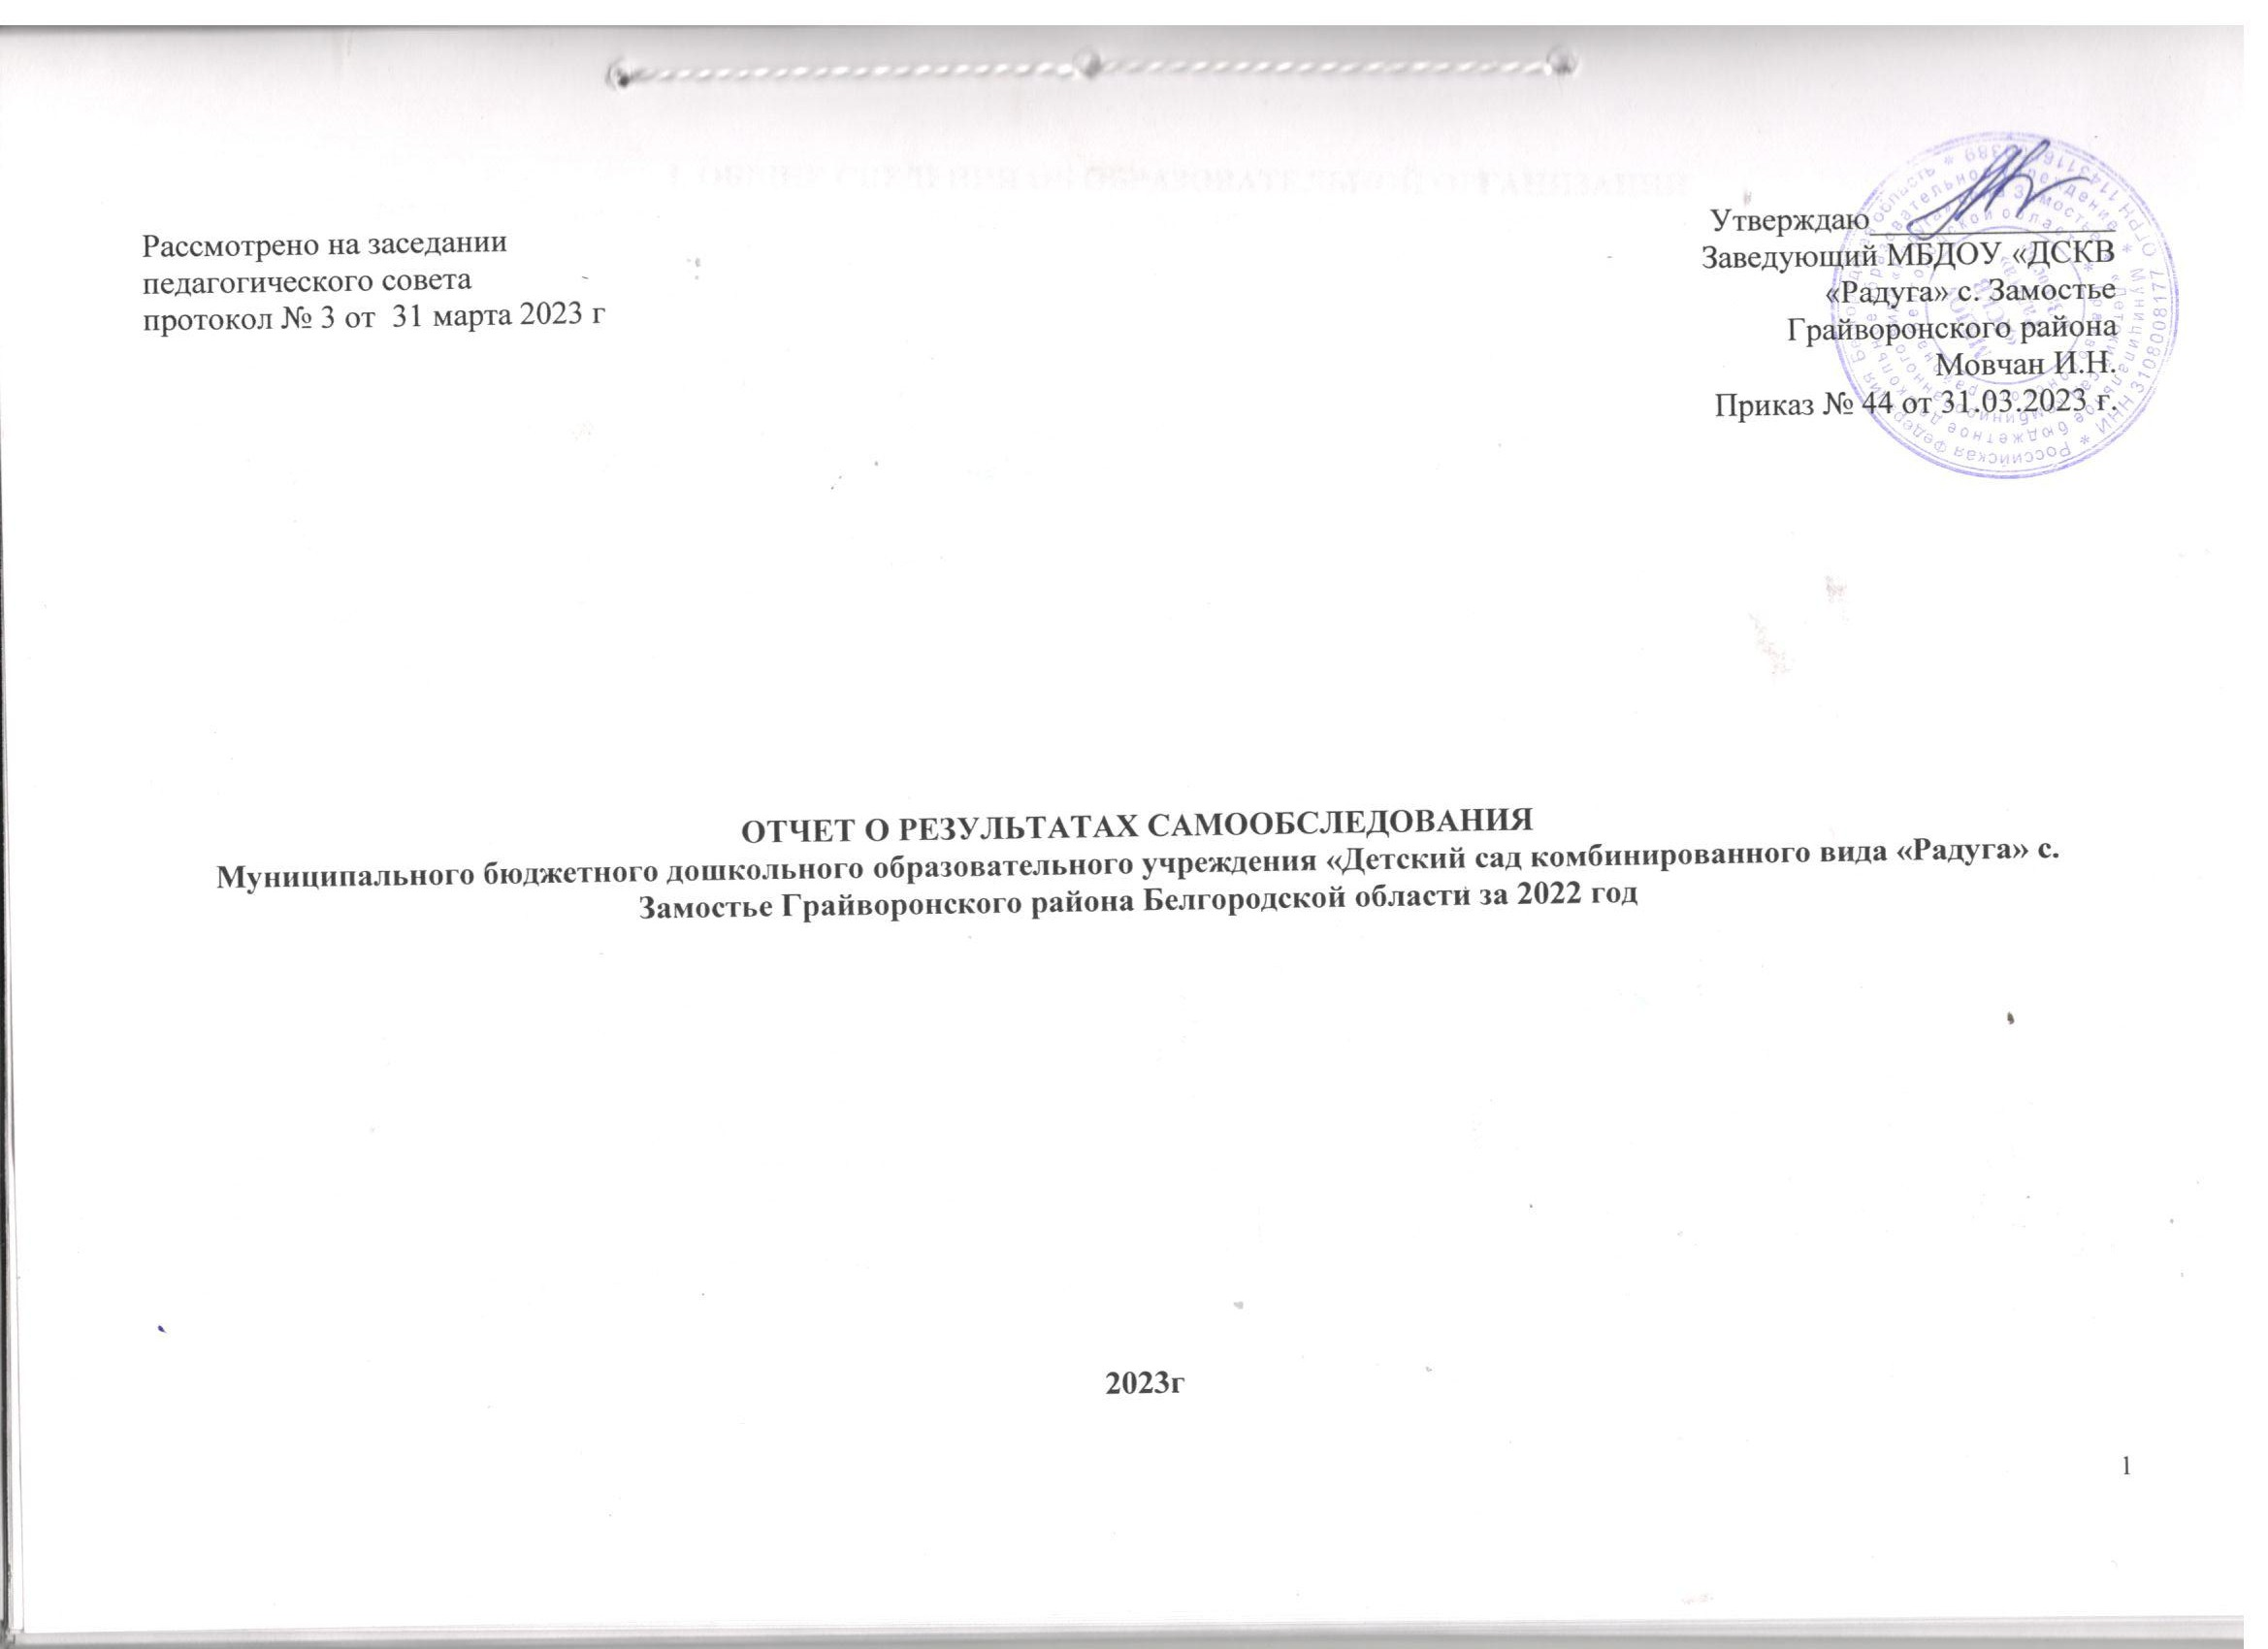 Рассмотрено на заседании
педагогического совета
протокол № 3 от 31 марта 2023 г
Утверждаю
Заведующий МБДОУ «ДСКВ
«Радуга» с. Замостье
Грайворонского района
Мовчан И.Н.
Приказ № 44 от 31.03.2023 г.
ОТЧЕТ О РЕЗУЛЬТАТАХ САМООБСЛЕДОВАНИЯ
Муниципального бюджетного дошкольного образовательного учреждения «Детский сад комбинированного вида «Радуга» с.
Замостье Грайворонского района Белгородской области за 2022 год
2023г
1